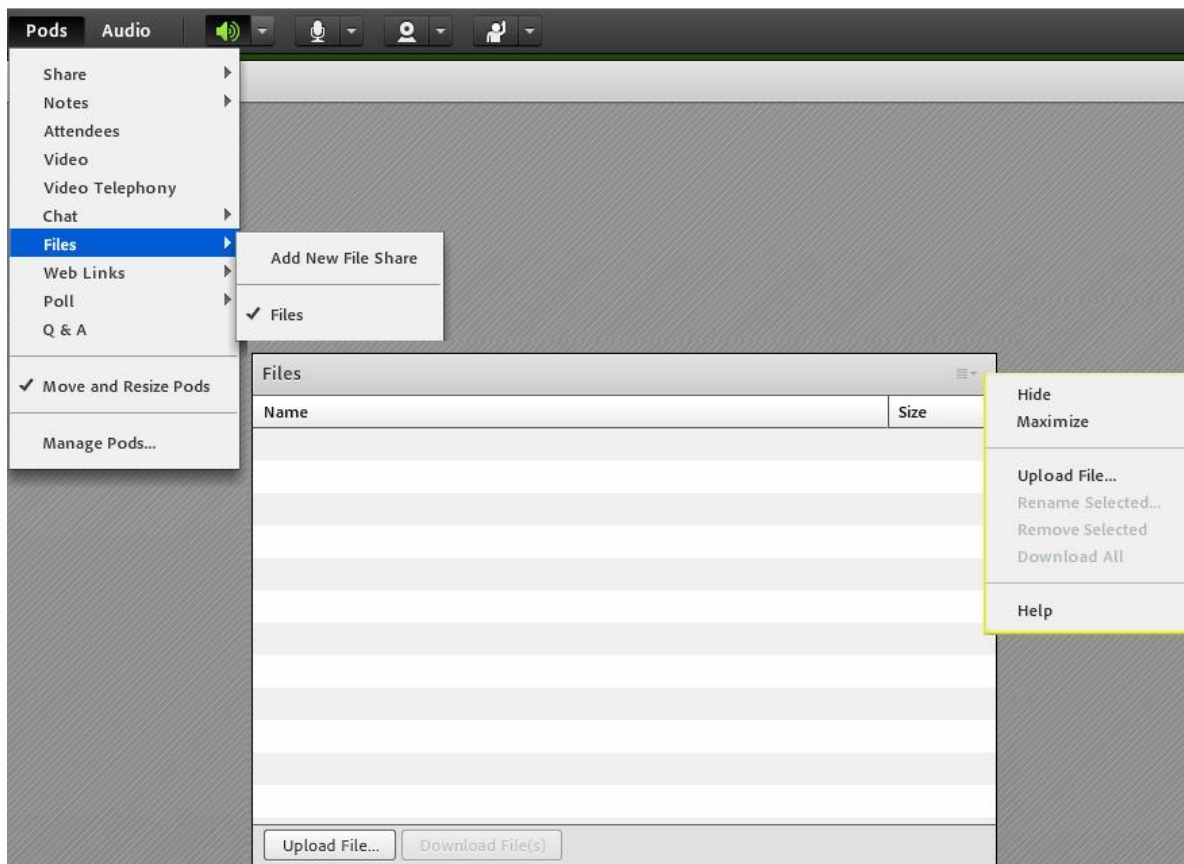 Pods Audio
Share
Notes
Attendees
Video
Video Telephony
Chat
Files
Web Links
Poll
Q & A
Move and Resize Pods
Manage Pods...
Add New File Share
Files
Files
Name Size
Upload File... Download File(s)
Hide
Maximize
Upload File...
Rename Selected...
Remove Selected
Download All
Help